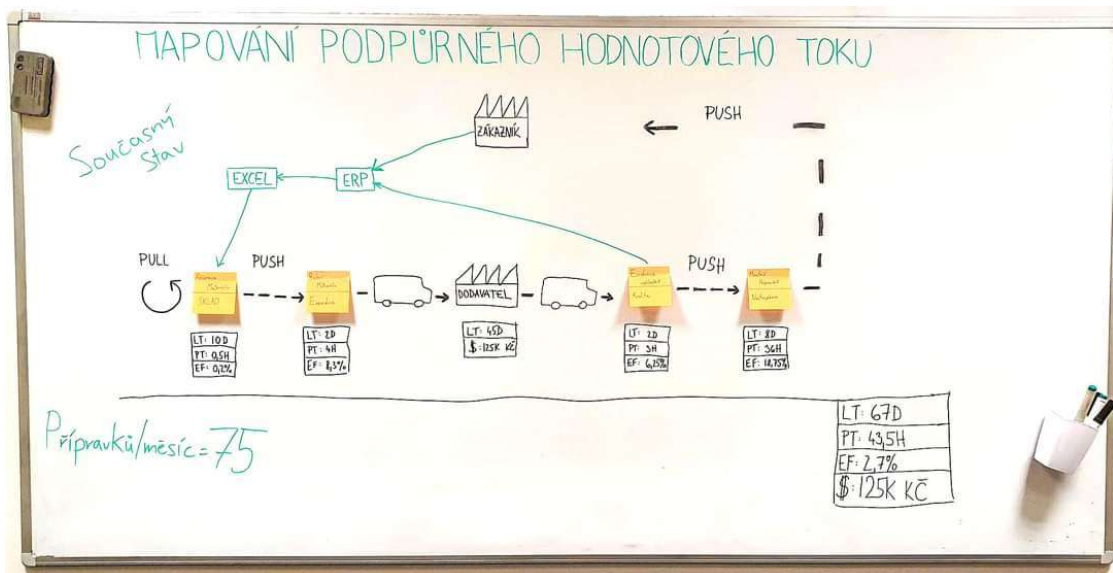 MAPOVÁNÍ PODPŮRNÉHO HODNOTOVÉHO TOKU
Současný
stav
ZÁKAZNÍK
PUSH
EXCEL
ERP
PULL
PUSH
PUSH
SKLAD
DODAVATEL
LT: 10D
PT: 0,5H
EF: 0,2%
LT: 2D
PT: 4H
EF: 8,3%
LT: 45D
$: 125K KČ
LT: 2D
PT: 3H
EF: 6,25%
LT: 8D
PT: 36H
EF: 18,75%
Přípravků/měsíc = 75
LT: 67D
PT: 43,5H
EF: 2,7%
$: 125K KČ